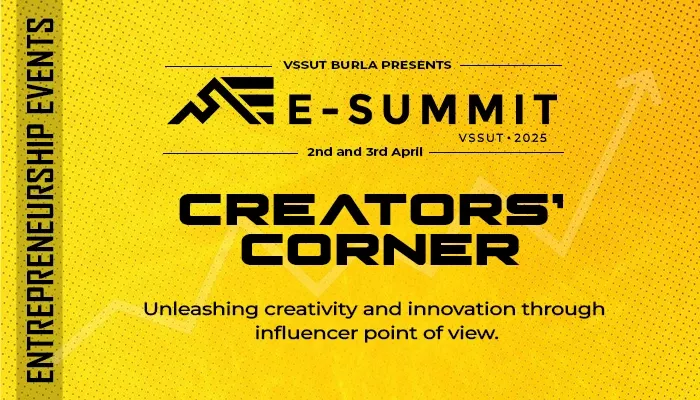 ENTREPRENEURSHIP EVENTS
VSSUT BURLA PRESENTS
E-SUMMIT
VSSUT • 2025
2nd and 3rd April
CREATORS'
CORNER
Unleashing creativity and innovation through
influencer point of view.